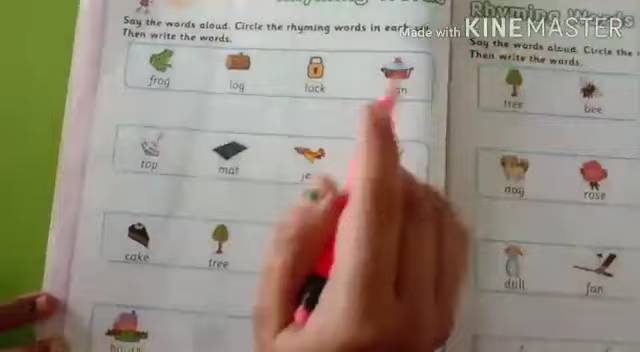 Rhyming Words
Made with KINEMASTER
Say the words aloud. Circle the rhyming words in each
Then write the words.
frog log lock
top mat
cake tree
Say the words aloud. Circle the
Then write the words.
tree bee
dog rose
doll fan